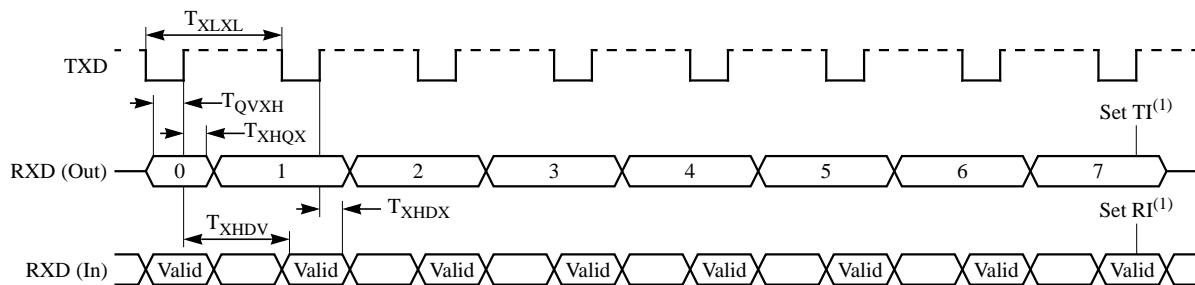 T_XLXL
TXD
T_QVXH
Set TI(1)
T_XHQX
RXD (Out) 0 1 2 3 4 5 6 7
T_XHDX
Set RI(1)
T_XHDV
RXD (In) Valid Valid Valid Valid Valid Valid Valid Valid